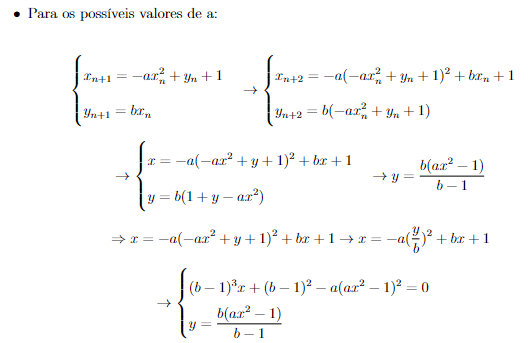 • Para os possíveis valores de a:
{ x_{n+1} = −ax_n^2 + y_n + 1 → { x_{n+2} = −a(−ax_n^2 + y_n + 1)^2 + bx_n + 1
y_{n+1} = bx_n y_{n+2} = b(−ax_n^2 + y_n + 1)
→ { x = −a(−ax^2 + y + 1)^2 + bx + 1 → y = \frac{b(ax^2 − 1)}{b − 1}
y = b(1 + y − ax^2)
⇒ x = −a(−ax^2 + y + 1)^2 + bx + 1 → x = −a(\frac{y}{b})^2 + bx + 1
→ { (b − 1)^3x + (b − 1)^2 − a(ax^2 − 1)^2 = 0
y = \frac{b(ax^2 − 1)}{b − 1}